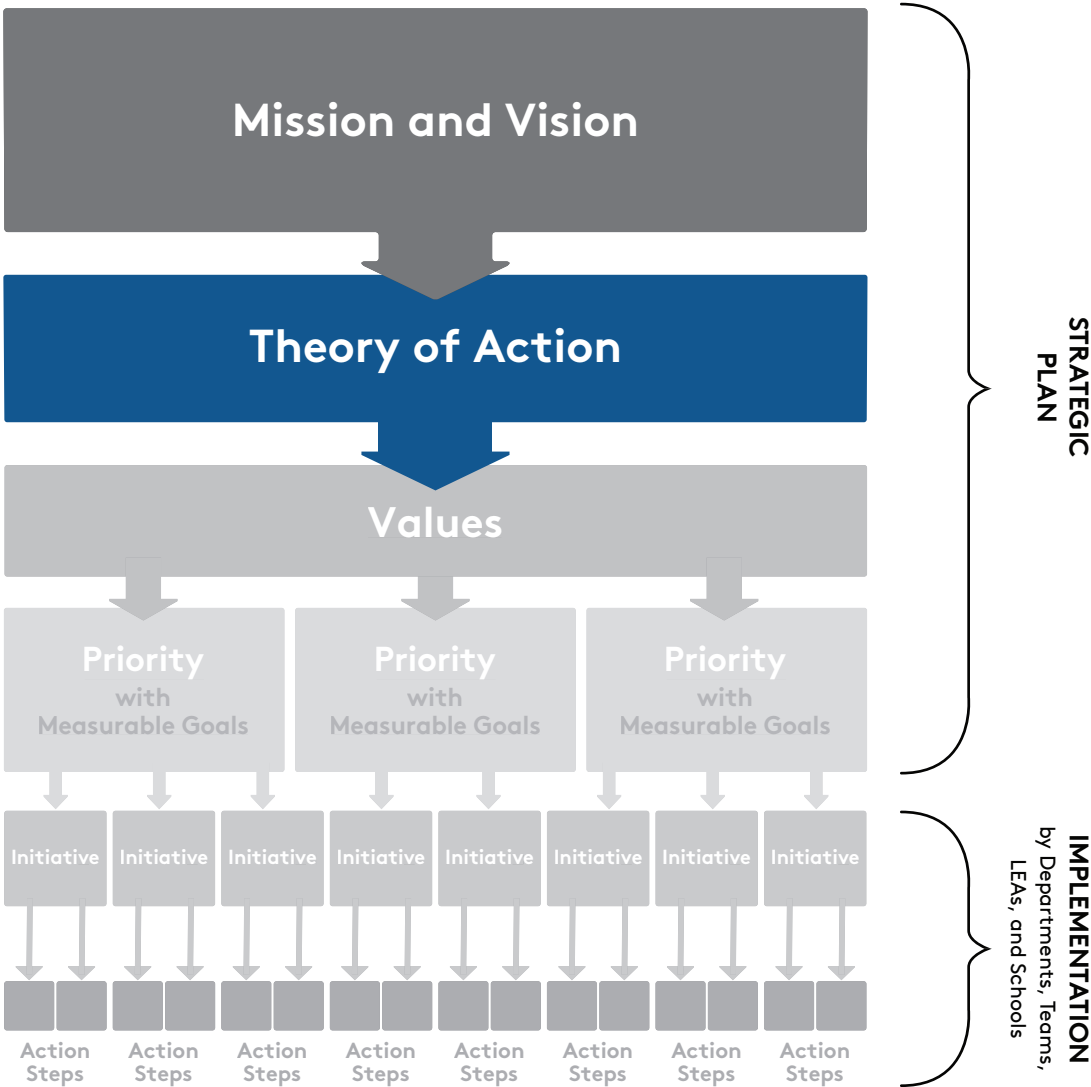 Mission and Vision
Theory of Action
Values
Priority
with
Measurable Goals
Priority
with
Measurable Goals
Priority
with
Measurable Goals
Initiative
Initiative
Initiative
Initiative
Initiative
Initiative
Initiative
Initiative
Action
Steps
Action
Steps
Action
Steps
Action
Steps
Action
Steps
Action
Steps
Action
Steps
Action
Steps
STRATEGIC
PLAN
IMPLEMENTATION
by Departments, Teams,
LEAs, and Schools